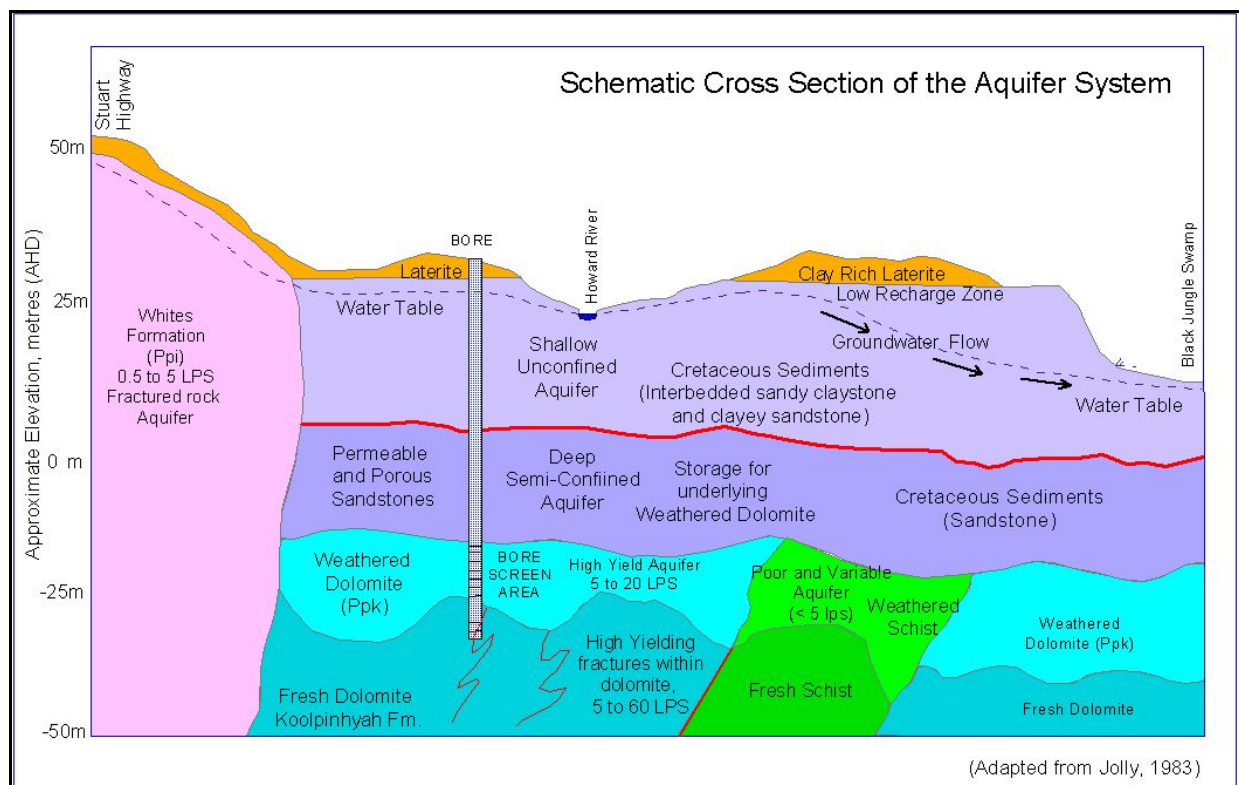 Schematic Cross Section of the Aquifer System
Stuart
Highway
50m
25m
0 m
-25m
-50m
Approximate Elevation, metres (AHD)
BORE
Laterite
Water Table
Howard River
Clay Rich Laterite
Low Recharge Zone
Groundwater Flow
Black Jungle Swamp
Water Table
Whites
Formation
(Ppi)
0.5 to 5 LPS
Fractured rock
Aquifer
Shallow
Unconfined
Aquifer
Cretaceous Sediments
(Interbedded sandy claystone
and clayey sandstone)
Permeable
and Porous
Sandstones
Deep
Semi-Confiined
Aquifer
Storage for
underlying
Weathered Dolomite
Cretaceous Sediments
(Sandstone)
Weathered
Dolomite
(Ppk)
BORE
SCREEN
AREA
High Yield Aquifer
5 to 20 LPS
Poor and Variable
Aquifer
(< 5 lps)
Weathered
Schist
Weathered
Dolomite (Ppk)
High Yielding
fractures within
dolomite,
5 to 60 LPS
Fresh Dolomite
Koolpinhyah Fm.
Fresh Schist
Fresh Dolomite
(Adapted from Jolly, 1983)